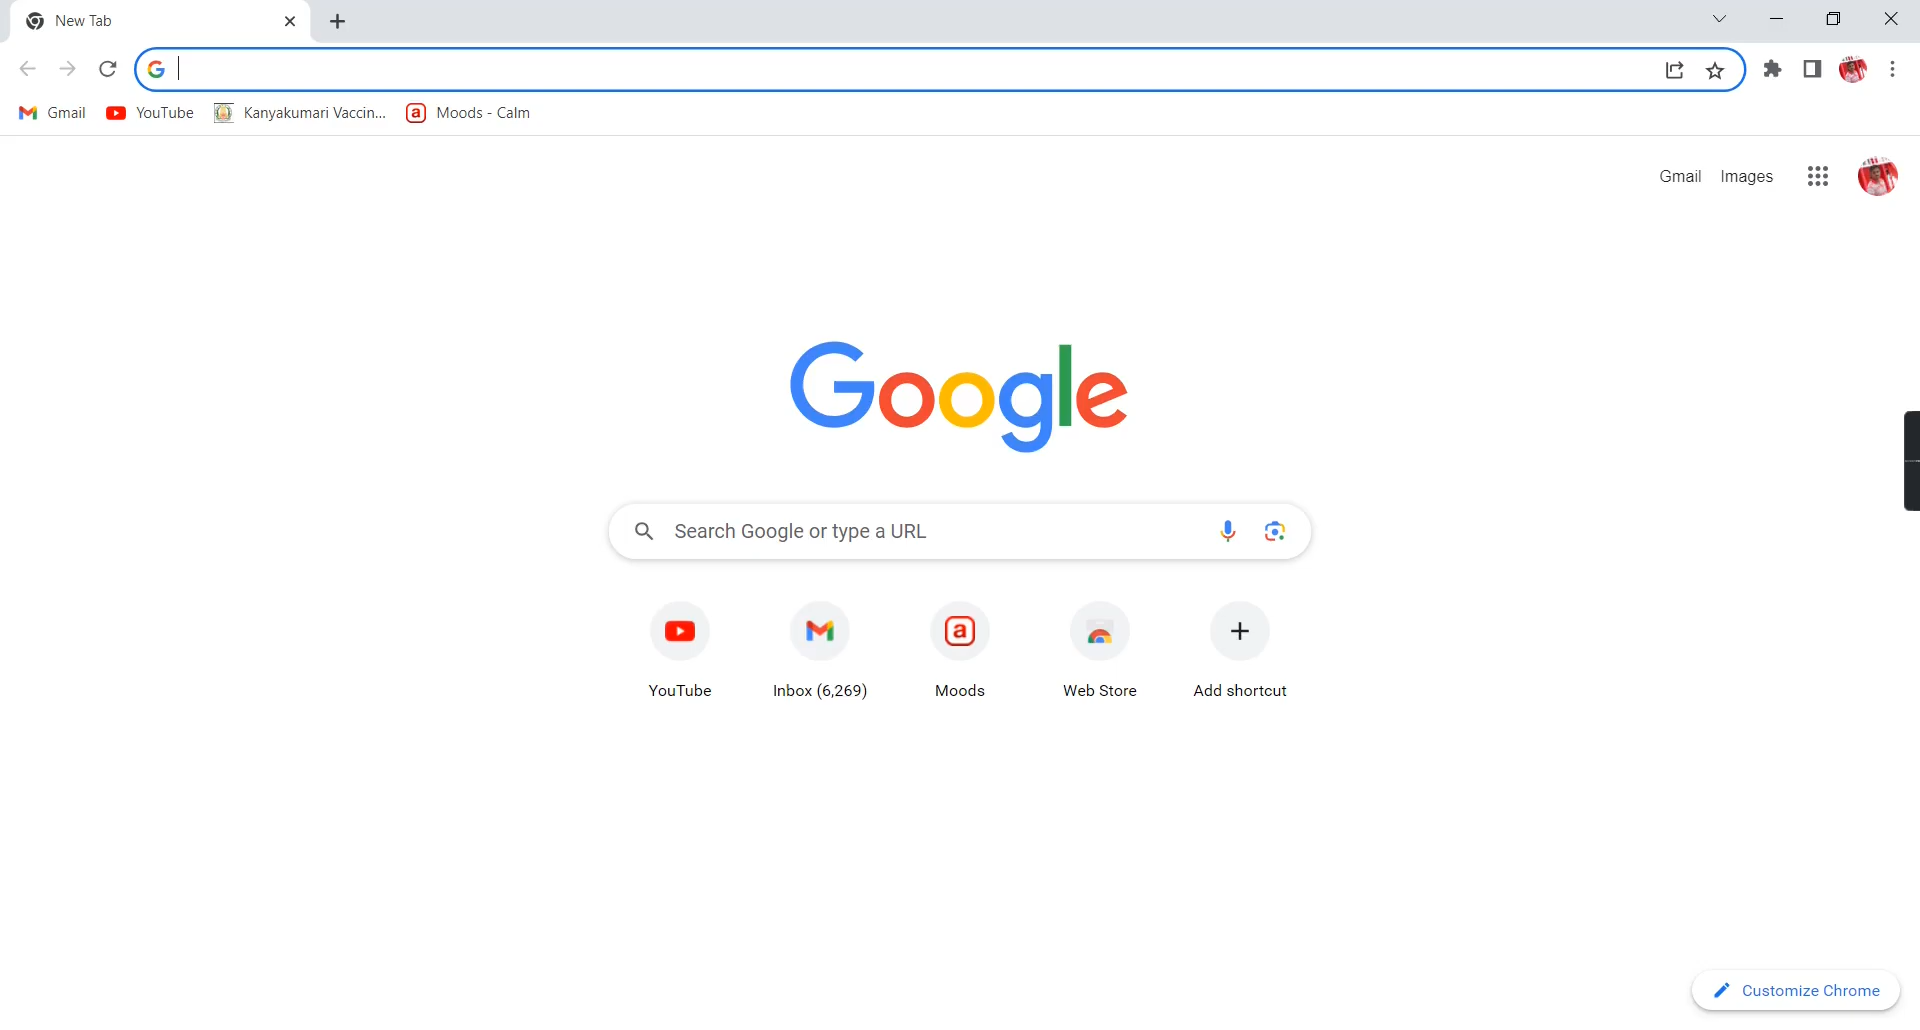 New Tab
Gmail YouTube Kanyakumari Vaccin... Moods - Calm
Gmail Images
Google
Search Google or type a URL
YouTube Inbox (6,269) Moods Web Store Add shortcut
Customize Chrome